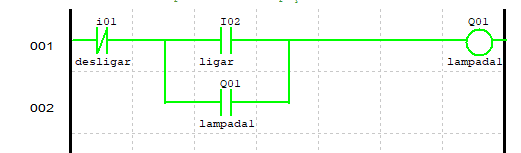 i01 I02 Q01
001
desligar ligar lampada1
Q01
002
lampada1